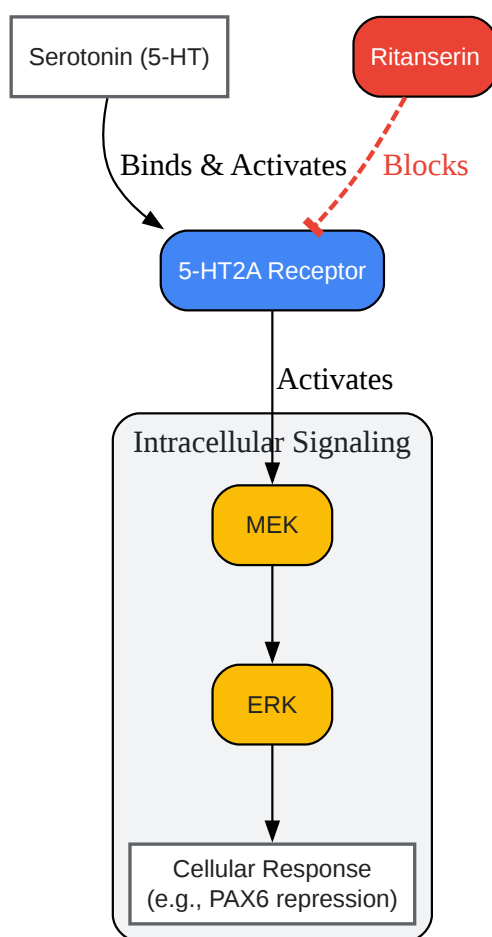 Serotonin (5-HT)
Ritanserin
Binds & Activates
Blocks
5-HT2A Receptor
Activates
Intracellular Signaling
MEK
ERK
Cellular Response
(e.g., PAX6 repression)